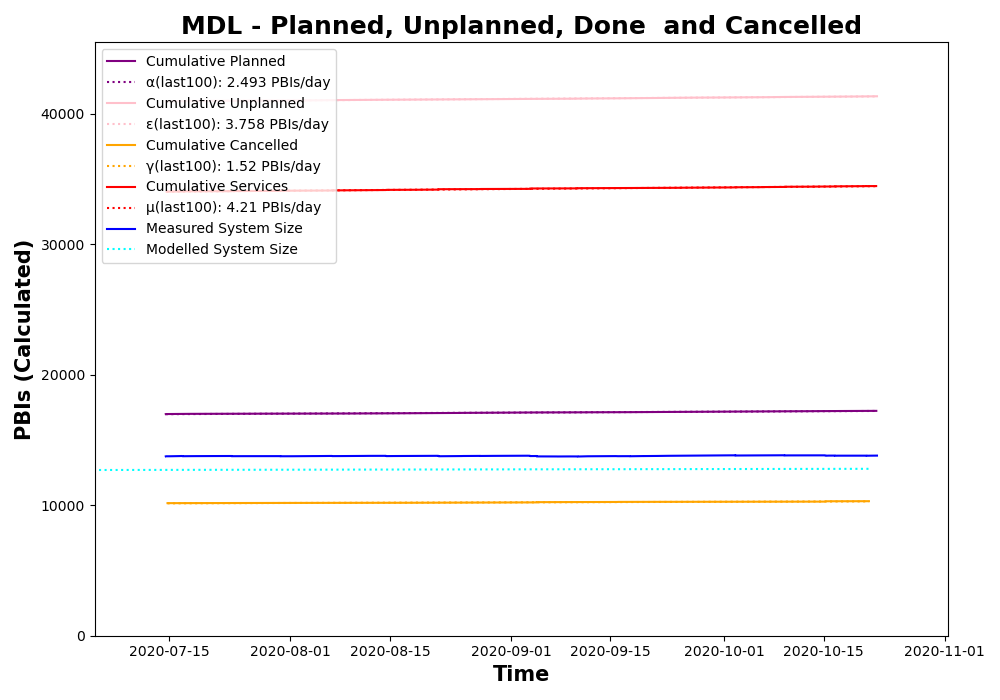 MDL - Planned, Unplanned, Done  and Cancelled
Cumulative Planned
α(last100): 2.493 PBIs/day
Cumulative Unplanned
ε(last100): 3.758 PBIs/day
Cumulative Cancelled
γ(last100): 1.52 PBIs/day
Cumulative Services
μ(last100): 4.21 PBIs/day
Measured System Size
Modelled System Size
PBIs (Calculated)
40000
30000
20000
10000
0
2020-07-15
2020-08-01
2020-08-15
2020-09-01
2020-09-15
2020-10-01
2020-10-15
2020-11-01
Time